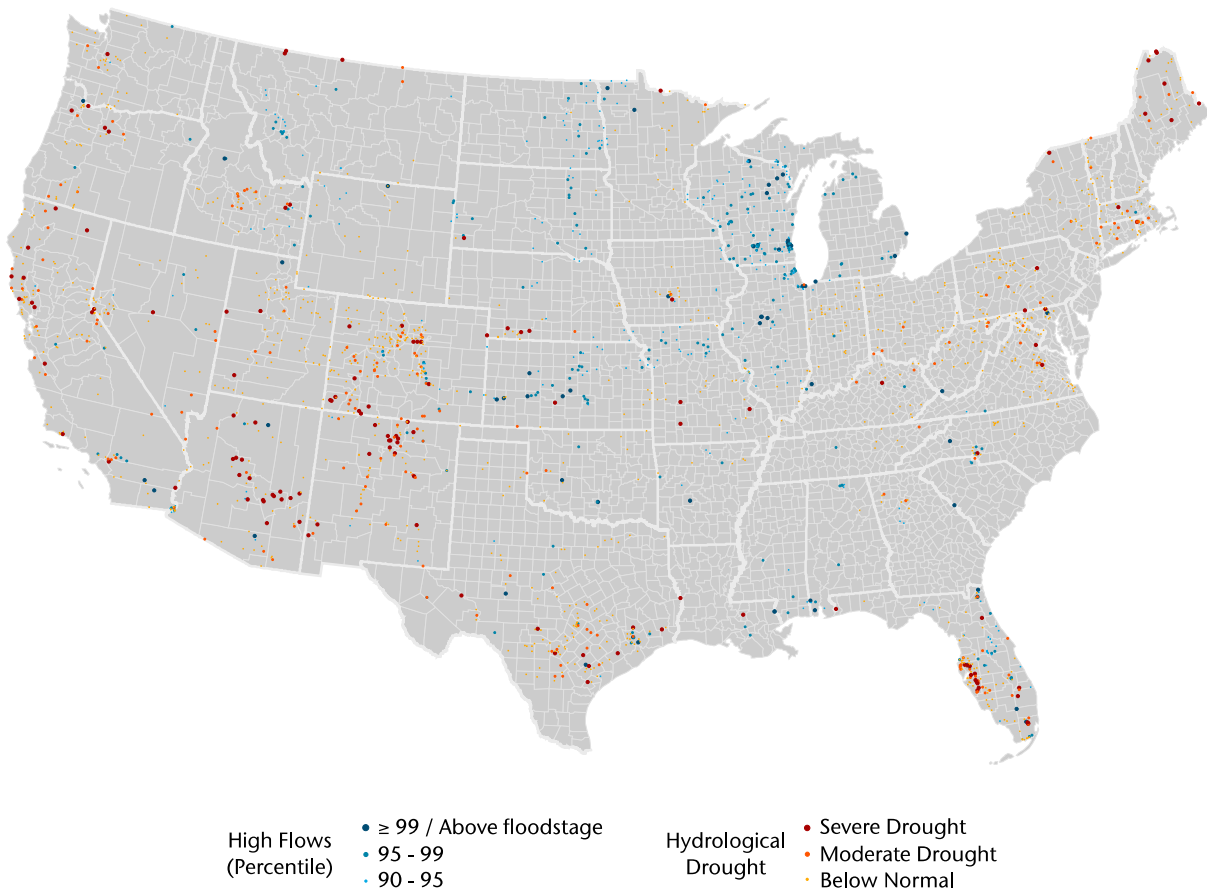 High Flows
(Percentile)
≥ 99 / Above floodstage
95 - 99
90 - 95
Hydrological
Drought
Severe Drought
Moderate Drought
Below Normal